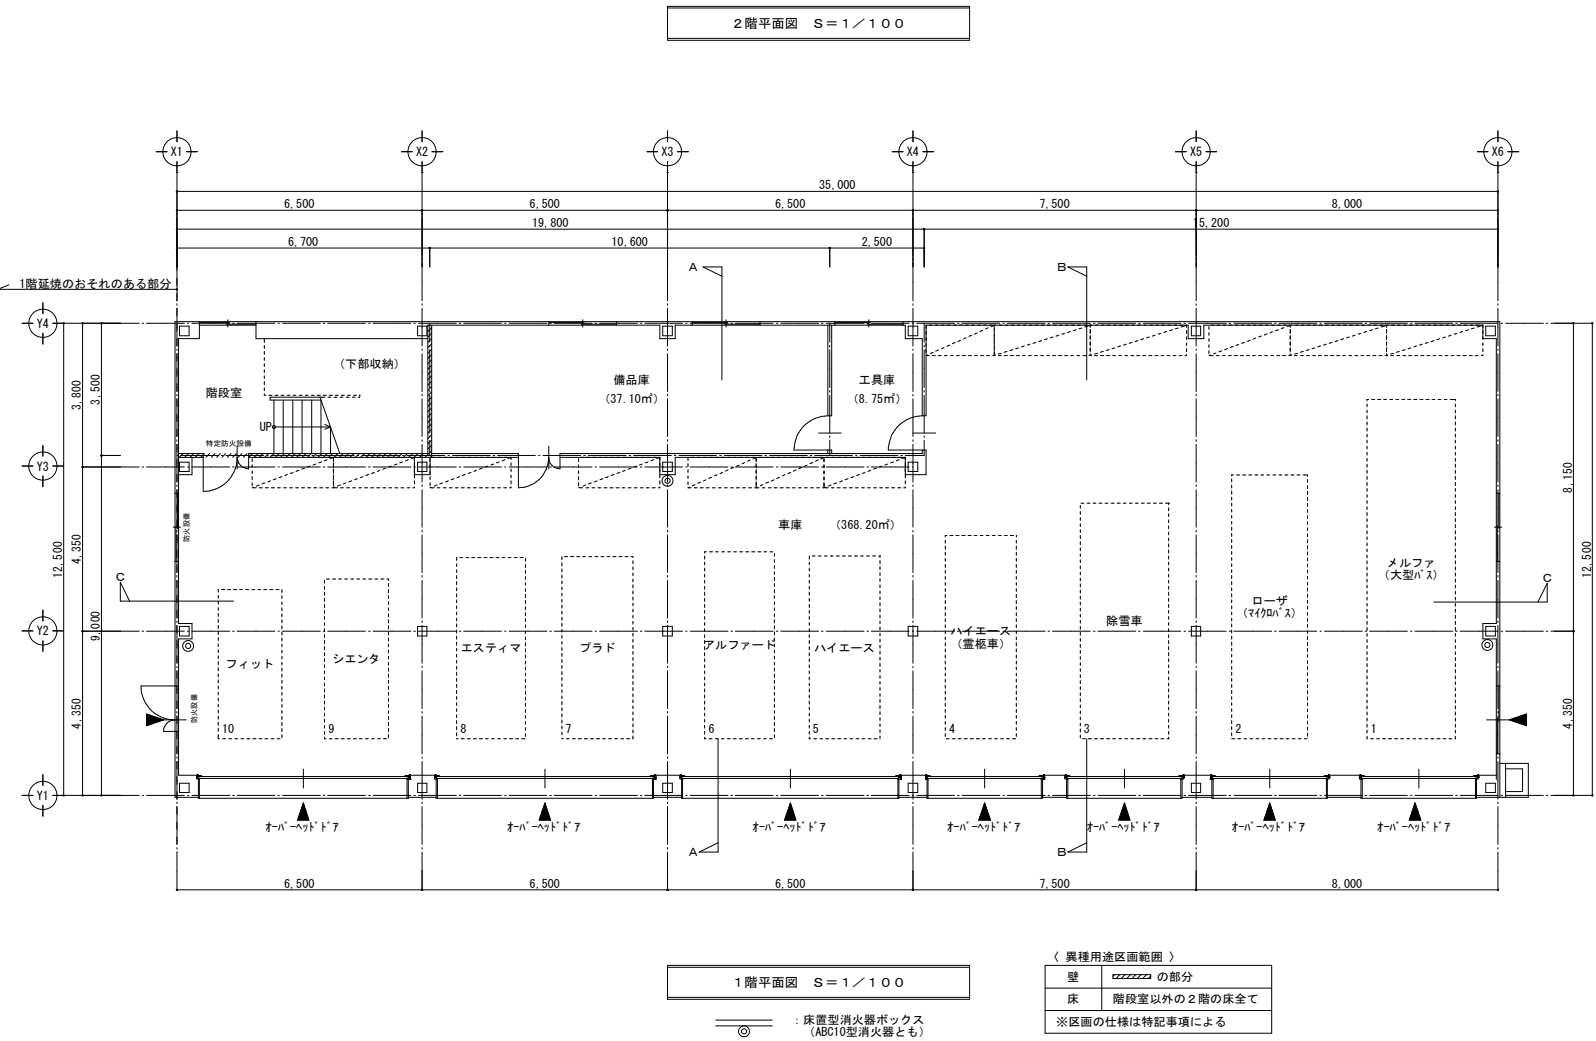 2階平面図 S=1/100
X1 X2 X3 X4 X5 X6
35,000
6,500 6,500 6,500 7,500 8,000
19,800 15,200
6,700 10,600 2,500
A B
1階延焼のおそれのある部分
Y4
(下部収納)
備品庫
(37.10㎡)
工具庫
(8.75㎡)
階段室
UP
特定防火設備
3,800 3,500
Y3
防火設備
車庫 (368.20㎡)
8,150
12,500 4,350
12,500
メルファ
(大型バス)
C C
9,000
ローザ
(マイクロバス)
除雪車
Y2
ハイエース
(霊柩車)
アルファード
ハイエース
エスティマ
ブラド
シエンタ
フィット
防火設備
4,350 4,350
10 9 8 7 6 5 4 3 2 1
Y1
オーバーヘッドドア オーバーヘッドドア オーバーヘッドドア オーバーヘッドドア オーバーヘッドドア オーバーヘッドドア オーバーヘッドドア
A B
6,500 6,500 6,500 7,500 8,000
1階平面図 S=1/100
:床置型消火器ボックス
(ABC10型消火器とも)
〈 異種用途区画範囲 〉
壁 の部分
床 階段室以外の2階の床全て
※区画の仕様は特記事項による